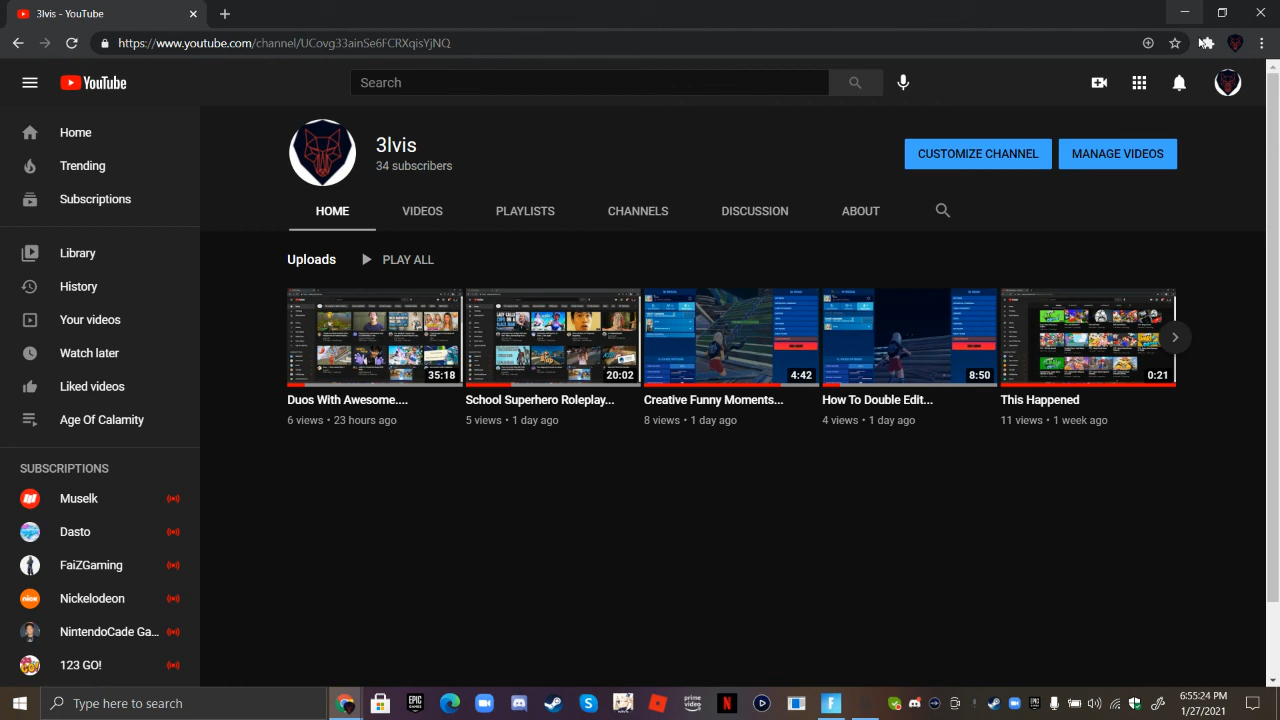 3lvis - YouTube
https://www.youtube.com/channel/UCovg33ainSe6FCRXqisYjNQ
YouTube
Search
Home
Trending
Subscriptions
Library
History
Your videos
Watch later
Liked videos
Age Of Calamity
SUBSCRIPTIONS
Muselk
Dasto
FaiZGaming
Nickelodeon
NintendoCade Ga...
123 GO!
3lvis
34 subscribers
CUSTOMIZE CHANNEL
MANAGE VIDEOS
HOME VIDEOS PLAYLISTS CHANNELS DISCUSSION ABOUT
Uploads PLAY ALL
35:18 20:02 4:42 8:50 0:21
Duos With Awesome.... School Superhero Roleplay... Creative Funny Moments... How To Double Edit... This Happened
6 views • 23 hours ago 5 views • 1 day ago 8 views • 1 day ago 4 views • 1 day ago 11 views • 1 week ago
Type here to search
EPIC GAMES
prime video
N
6:55:24 PM
1/27/2021